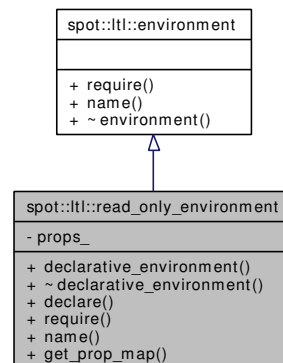 spot::ltl::environment
+ require()
+ name()
+ ~ environment()
spot::ltl::read_only_environment
- props_
+ declarative_environment()
+ ~ declarative_environment()
+ declare()
+ require()
+ name()
+ get_prop_map()